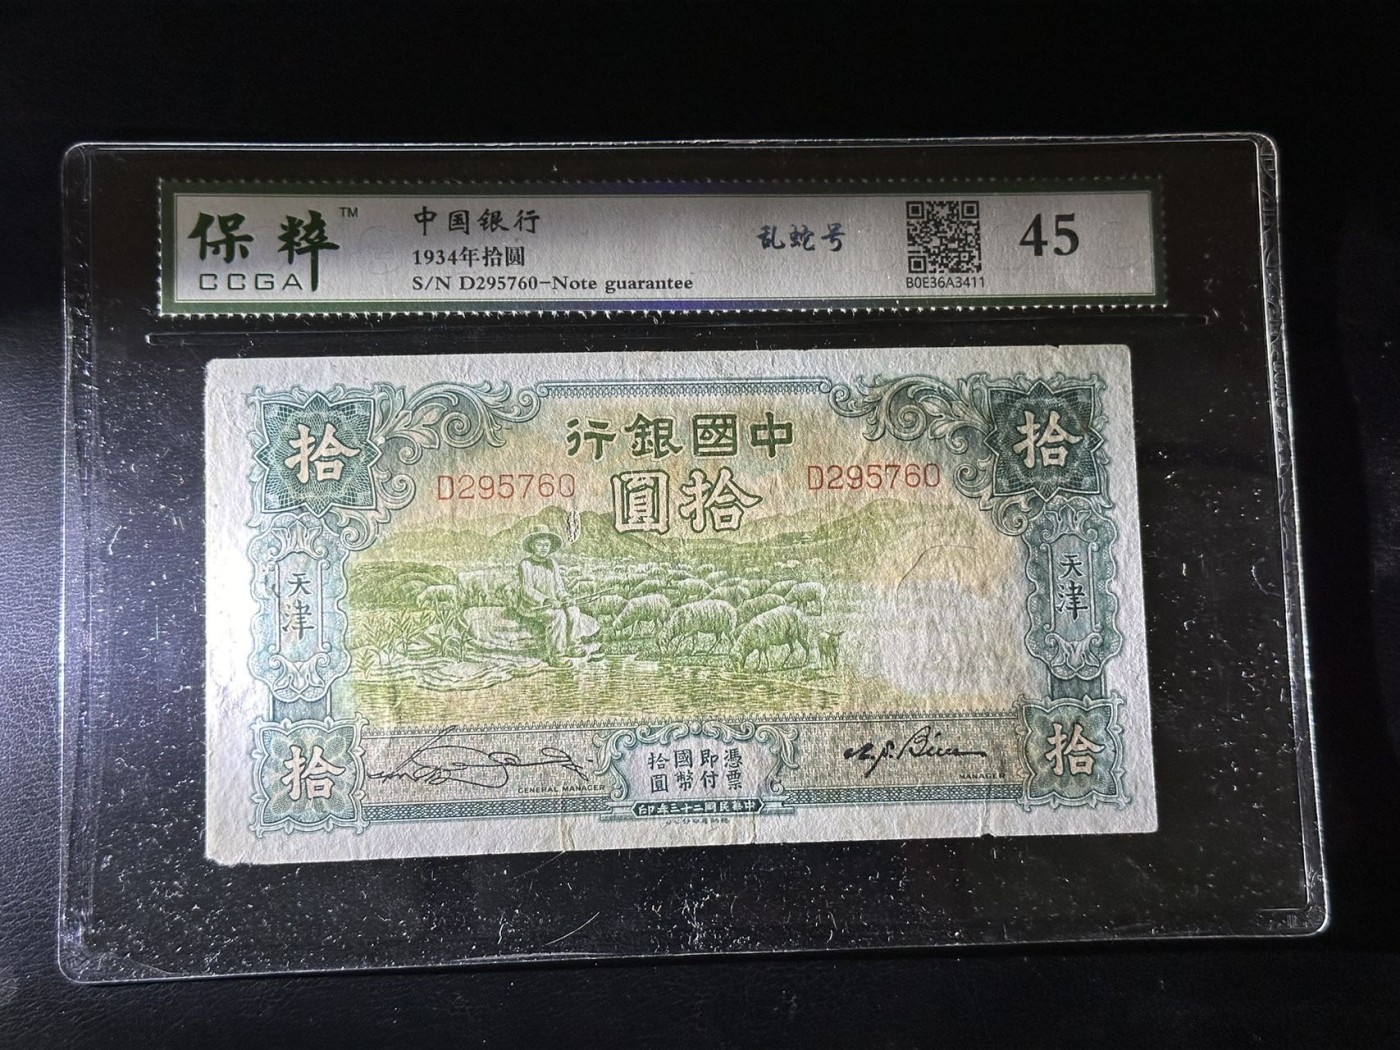 保粹™
CCGA
中国银行
1934年拾圆
S/N D295760-Note guarantee
乱蛇号
B0E36A3411
45
行銀國中
圓拾
D295760
D295760
拾
拾
天津
天津
拾
拾
GENERAL MANAGER
憑票
即付
國幣
拾圓
MANAGER
印年三十二國民華中